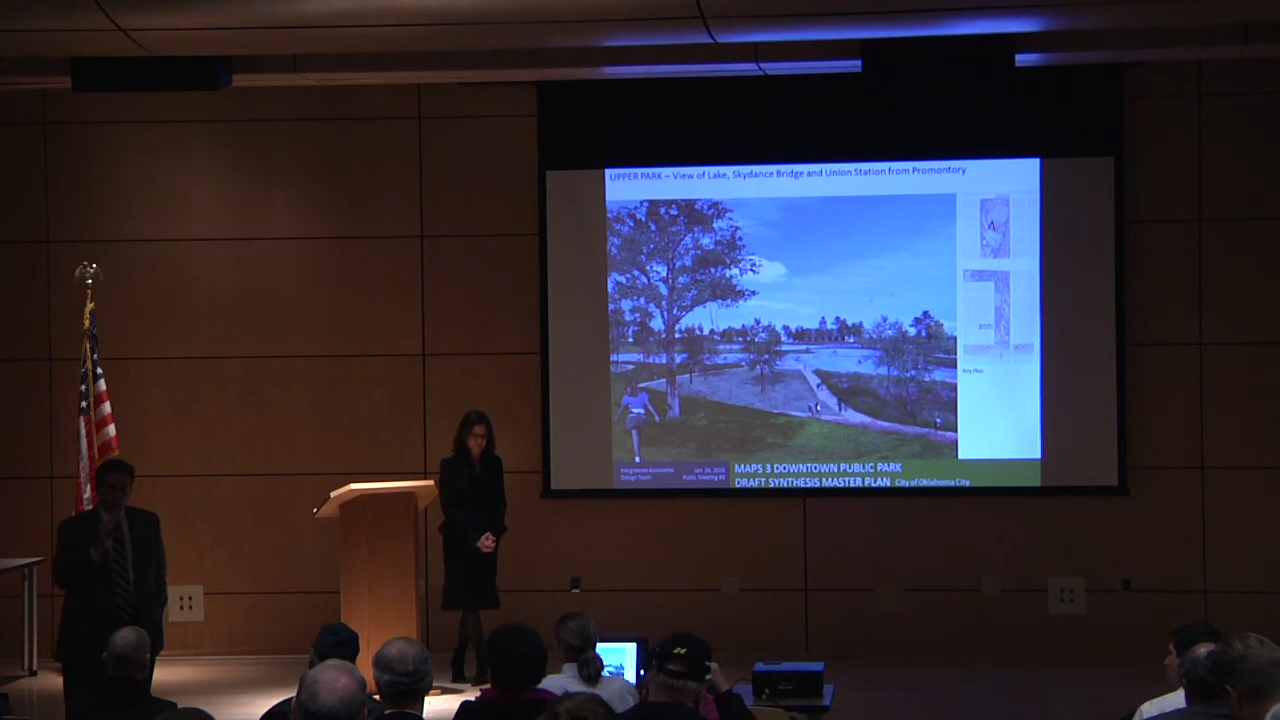 UPPER PARK – View of Lake, Skydance Bridge and Union Station from Promontory
Key Plan
Hargreaves Associates
Design Team
Public Meeting #3
MAPS 3 DOWNTOWN PUBLIC PARK
DRAFT SYNTHESIS MASTER PLAN City of Oklahoma City